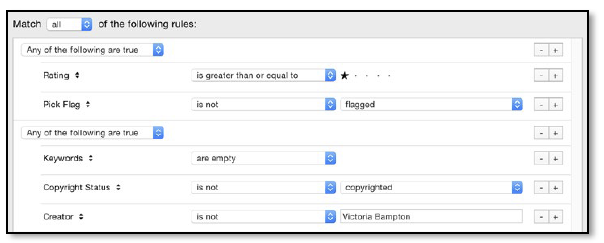 Match all of the following rules:
Any of the following are true - +
Rating is greater than or equal to ★ · · · · - +
Pick Flag is not flagged - +
Any of the following are true - +
Keywords are empty - +
Copyright Status is not copyrighted - +
Creator is not Victoria Bampton - +